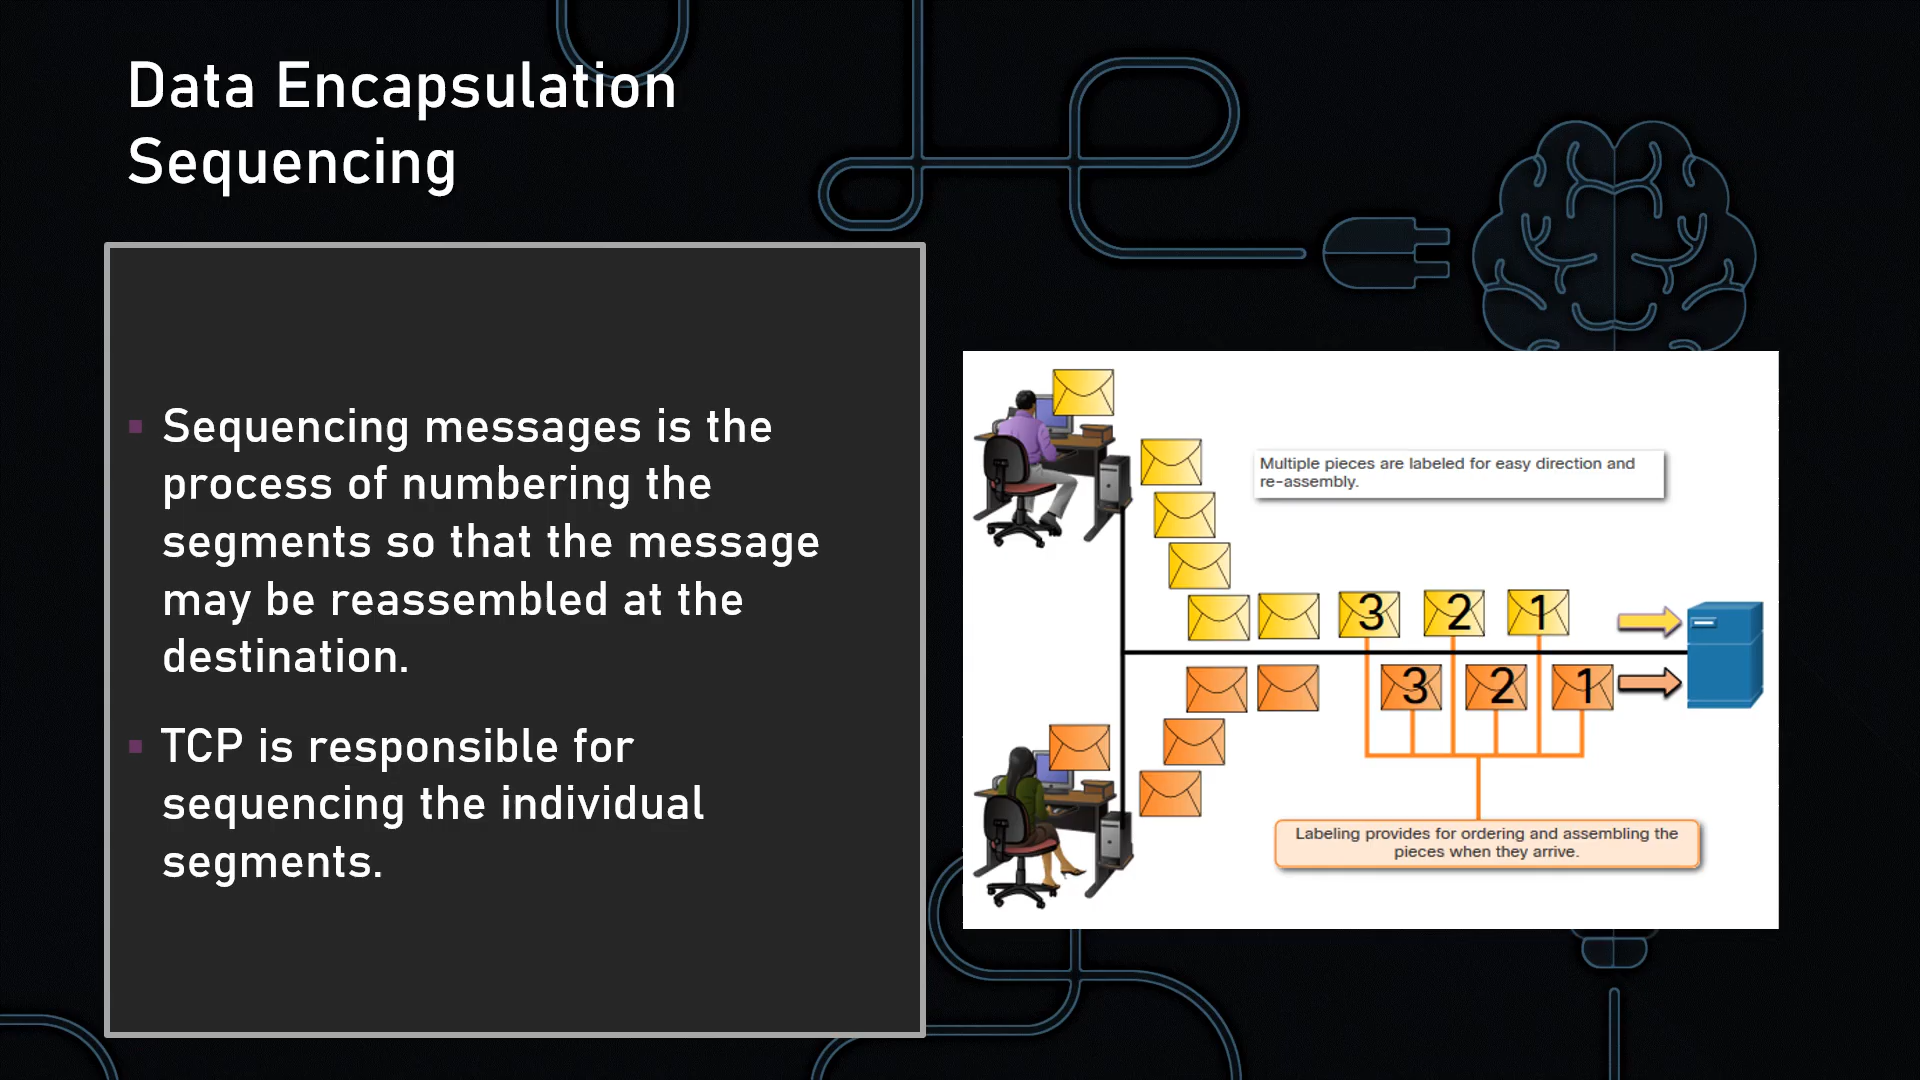 Data Encapsulation
Sequencing
Sequencing messages is the
process of numbering the
segments so that the message
may be reassembled at the
destination.
TCP is responsible for
sequencing the individual
segments.
Multiple pieces are labeled for easy direction and
re-assembly.
3 2 1
3 2 1
Labeling provides for ordering and assembling the
pieces when they arrive.